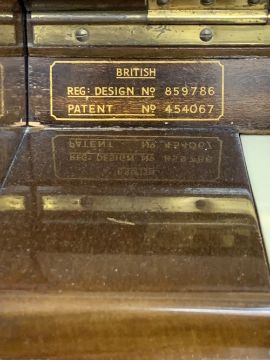 BRITISH
REG: DESIGN Nº 859786
PATENT Nº 454067